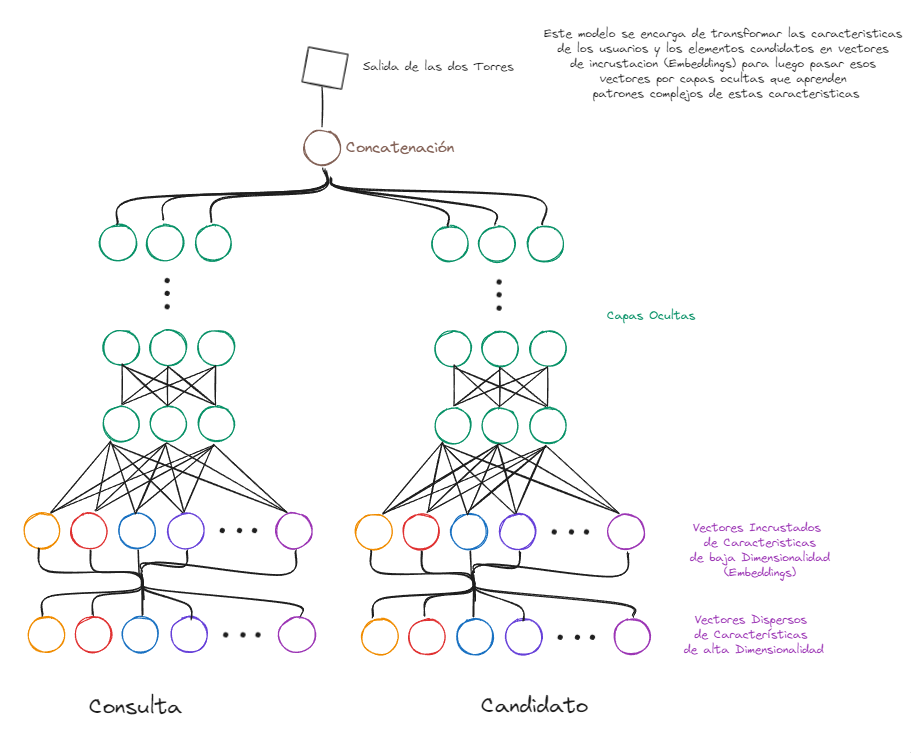 Este modelo se encarga de transformar las caracteristicas
de los usuarios y los elementos candidatos en vectores
de incrustacion (Embeddings) para luego pasar esos
vectores por capas ocultas que aprenden
patrones complejos de estas caracteristicas
Salida de las dos Torres
Concatenación
Capas Ocultas
Vectores Incrustados
de Caracteristicas
de baja Dimensionalidad
(Embeddings)
Vectores Dispersos
de Características
de alta Dimensionalidad
Consulta
Candidato